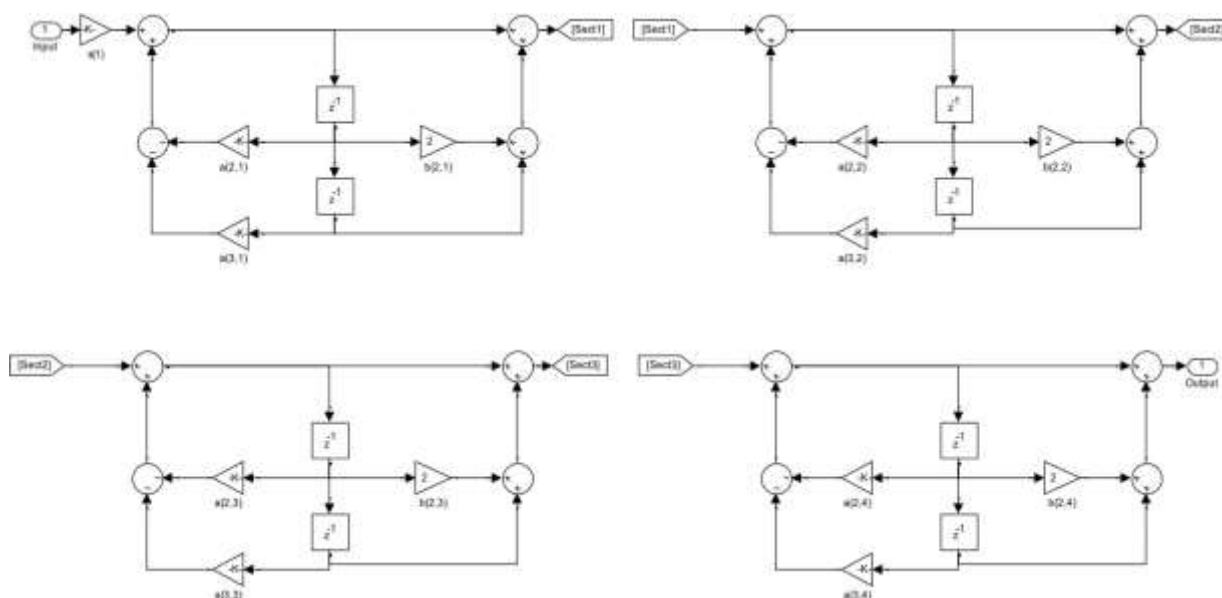 1
Input
-K-
s(1)
[Sect1]
z-1
-K-
a(2,1)
2
b(2,1)
z-1
-K-
a(3,1)
[Sect1]
[Sect2]
z-1
-K-
a(2,2)
2
b(2,2)
z-1
-K-
a(3,2)
[Sect2]
[Sect3]
z-1
-K-
a(2,3)
2
b(2,3)
z-1
-K-
a(3,3)
[Sect3]
1
Output
z-1
-K-
a(2,4)
2
b(2,4)
z-1
-K-
a(3,4)